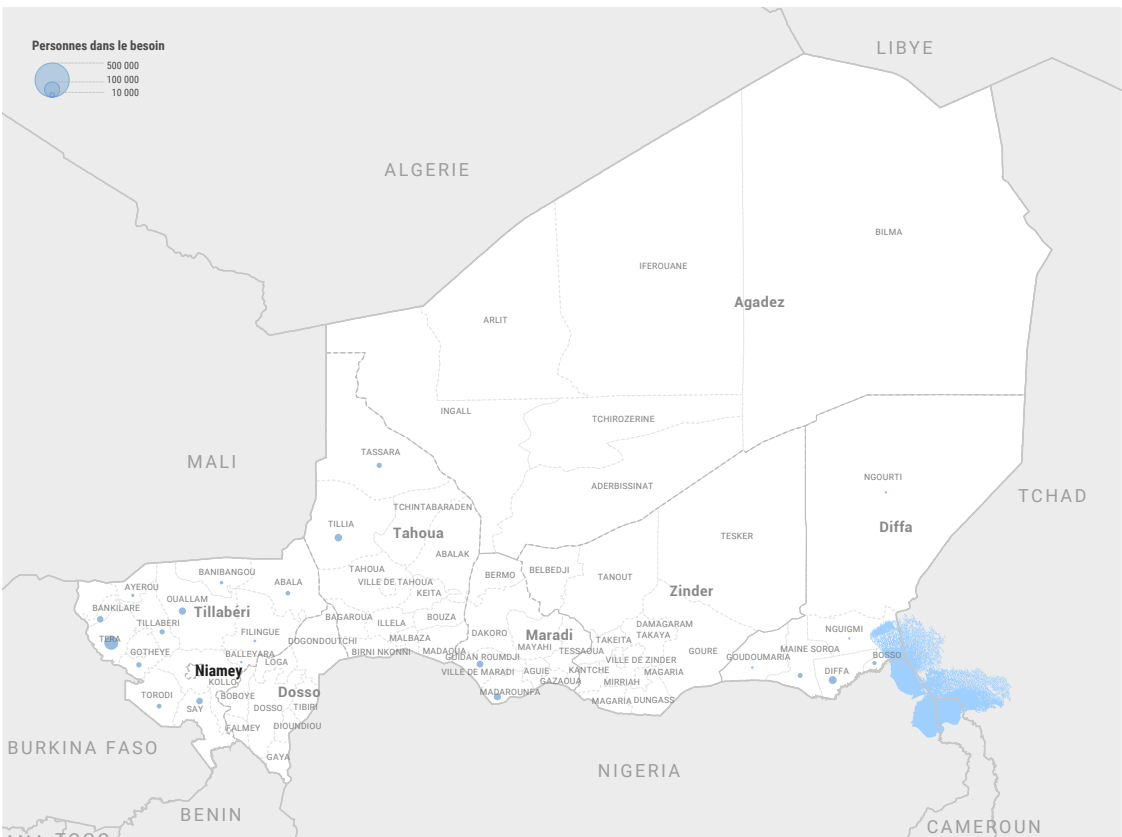 Personnes dans le besoin
500 000
100 000
10 000
LIBYE
ALGERIE
BILMA
IFEROUANE
Agadez
ARLIT
INGALL
TCHIROZERINE
TASSARA
MALI
NGOURTI
ADERBISSINAT
TCHAD
TCHINTABARADEN
TILLIA
Tahoua
Diffa
TESKER
ABALAK
BANIBANGOU
TAHOUA
BELBEDJI
BERMO
TANOUT
ABALA
VILLE DE TAHOUA
AYEROU
KEITA
Zinder
OUALLAM
BANKILARE
Tillabéri
BAGAROUA
BOUZA
TILLABERI
ILLELA
DAMAGARAM
TAKAYA
NGUIGMI
FILINGUE
DAKORO
Maradi
TERA
DOGONDOUTCHI
MALBAZA
TAKEITA
MAYAHI
GOTHEYE
BALLEYARA
BIRNI NKONNI
MADAOUA
TESSAOUA
GOURE
MAINE SOROA
GUIDAN ROUMDJI
GOUDOUMARIA
BOSSO
LOGA
VILLE DE ZINDER
Niamey
VILLE DE MARADI
AGUIE
KANTCHE
MAGARIA
DIFFA
KOLLO
GAZAOUA
MIRRIAH
TORODI
BOBOYE
Dosso
MADAROUNFA
MAGARIA
DUNGASS
SAY
DOSSO
TIBIRI
FALMEY
DIOUNDIOU
BURKINA FASO
GAYA
NIGERIA
BENIN
CAMEROUN